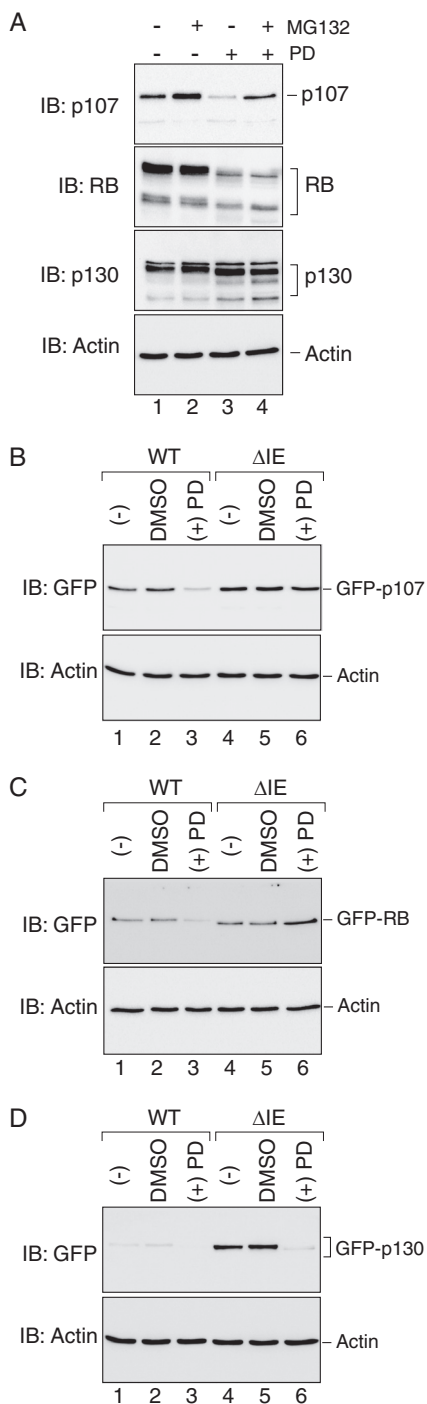 A
- + - + MG132
- - + + PD
IB: p107
p107
IB: RB
RB
IB: p130
p130
IB: Actin
Actin
1 2 3 4
B
WT ΔIE
(-) DMSO (+) PD (-) DMSO (+) PD
IB: GFP
GFP-p107
IB: Actin
Actin
1 2 3 4 5 6
C
WT ΔIE
(-) DMSO (+) PD (-) DMSO (+) PD
IB: GFP
GFP-RB
IB: Actin
Actin
1 2 3 4 5 6
D
WT ΔIE
(-) DMSO (+) PD (-) DMSO (+) PD
IB: GFP
GFP-p130
IB: Actin
Actin
1 2 3 4 5 6